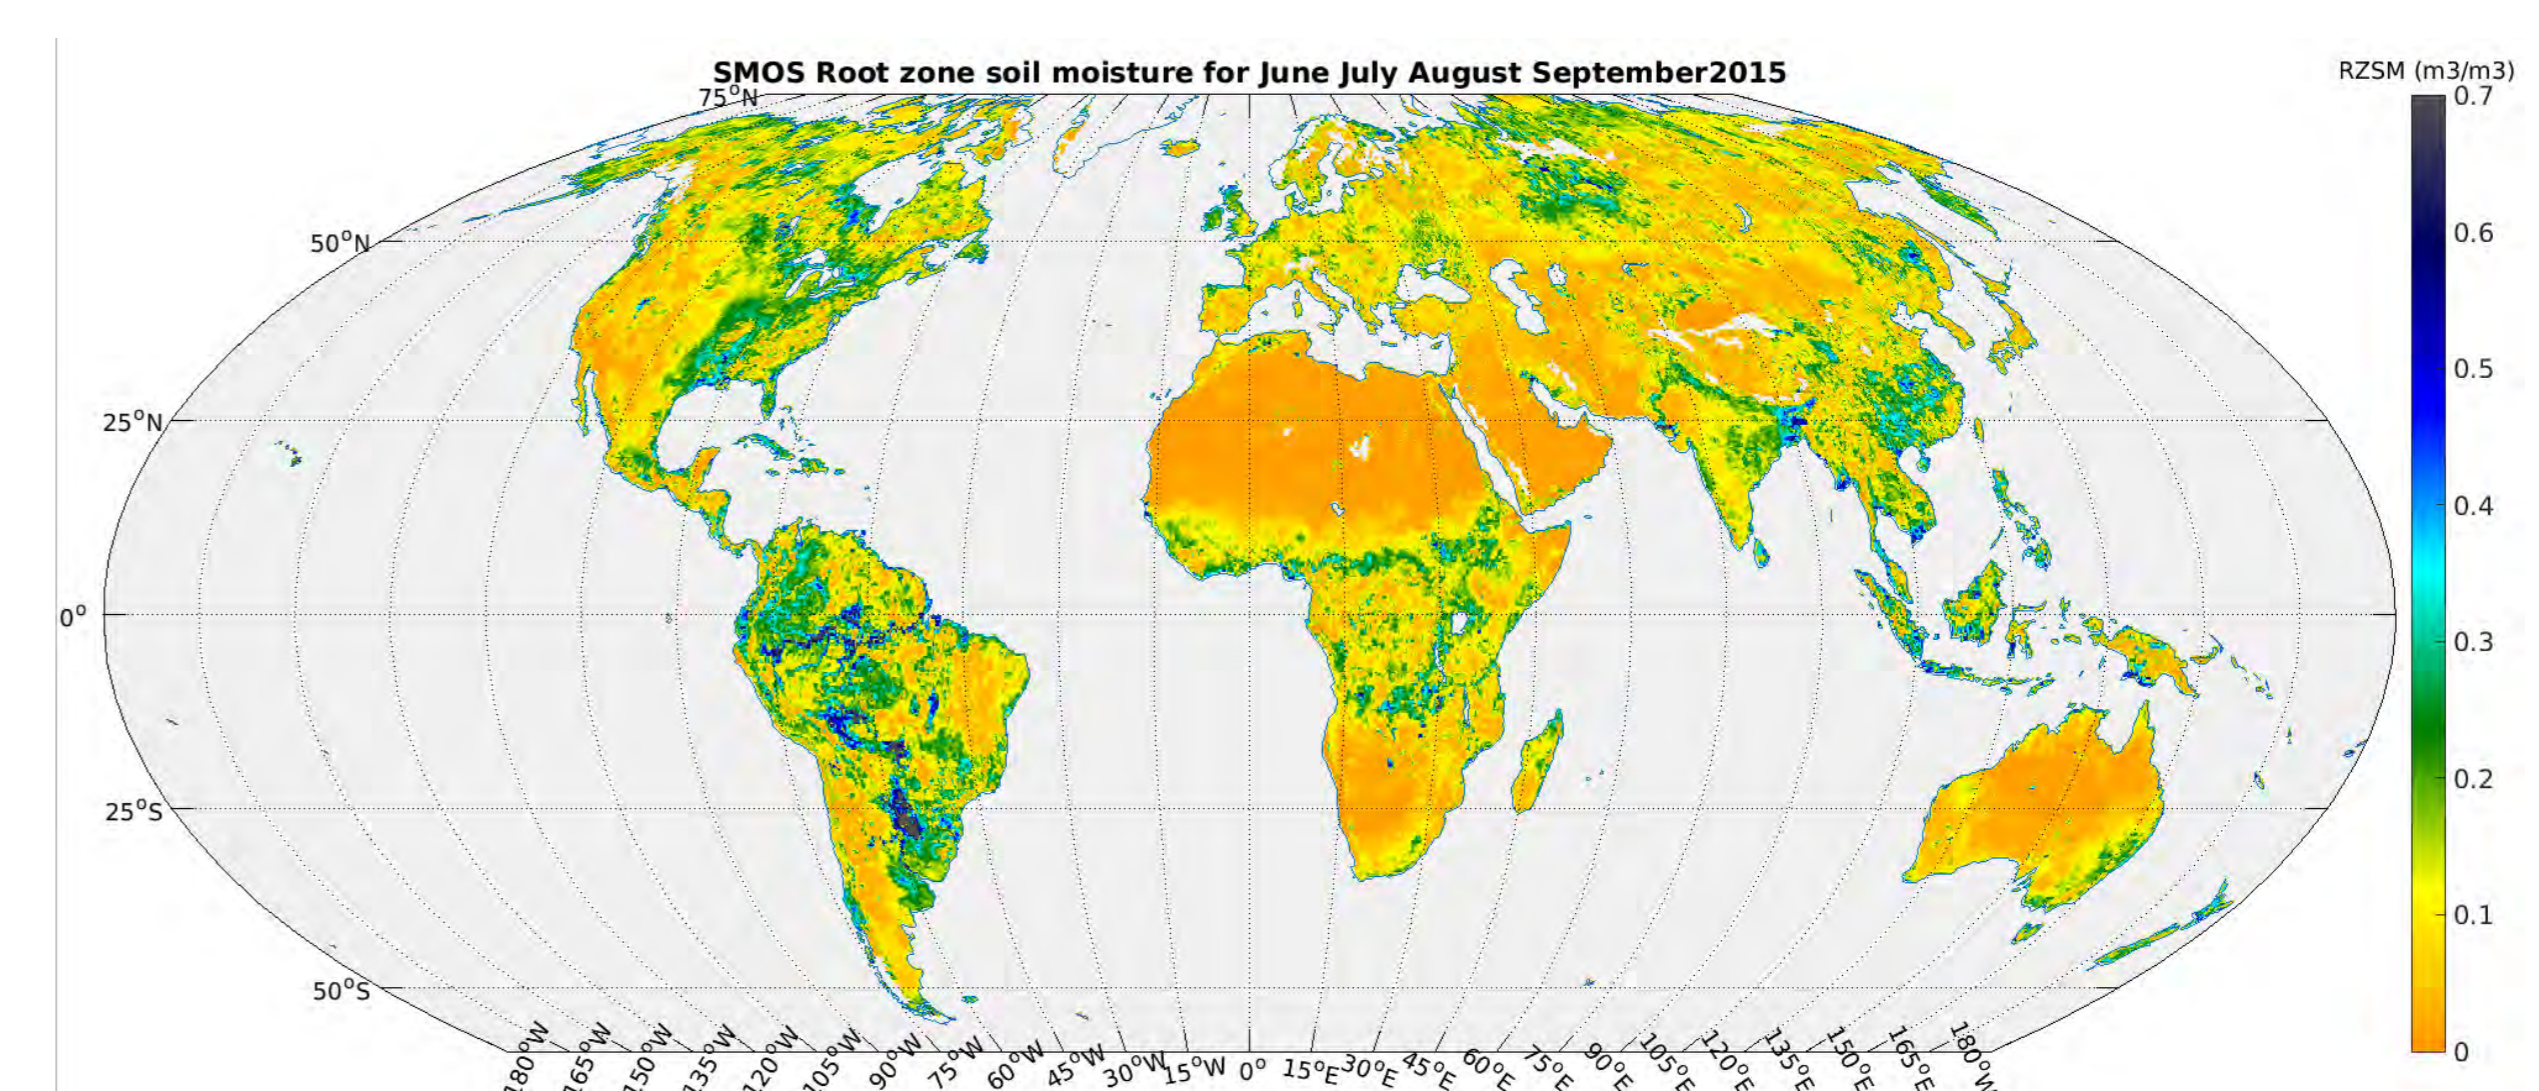 SMOS Root zone soil moisture for June July August September2015
RZSM (m3/m3)
75°N
50°N
25°N
0°
25°S
50°S
180°W
165°W
150°W
135°W
120°W
105°W
90°W
75°W
60°W
45°W
30°W
15°W
0°
15°E
30°E
45°E
60°E
75°E
90°E
105°E
120°E
135°E
150°E
165°E
180°W
0.7
0.6
0.5
0.4
0.3
0.2
0.1
0